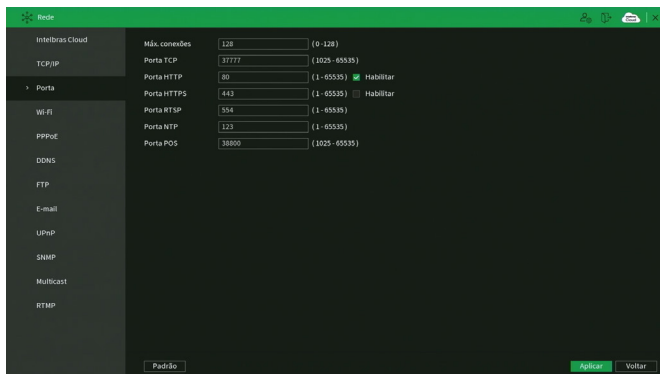 Rede
Intelbras Cloud
TCP/IP
Porta
Wi-Fi
PPPoE
DDNS
FTP
E-mail
UPnP
SNMP
Multicast
RTMP
Máx. conexões 128 (0-128)
Porta TCP 37777 (1025-65535)
Porta HTTP 80 (1-65535) Habilitar
Porta HTTPS 443 (1-65535) Habilitar
Porta RTSP 554 (1-65535)
Porta NTP 123 (1-65535)
Porta POS 38800 (1025-65535)
Padrão Aplicar Voltar